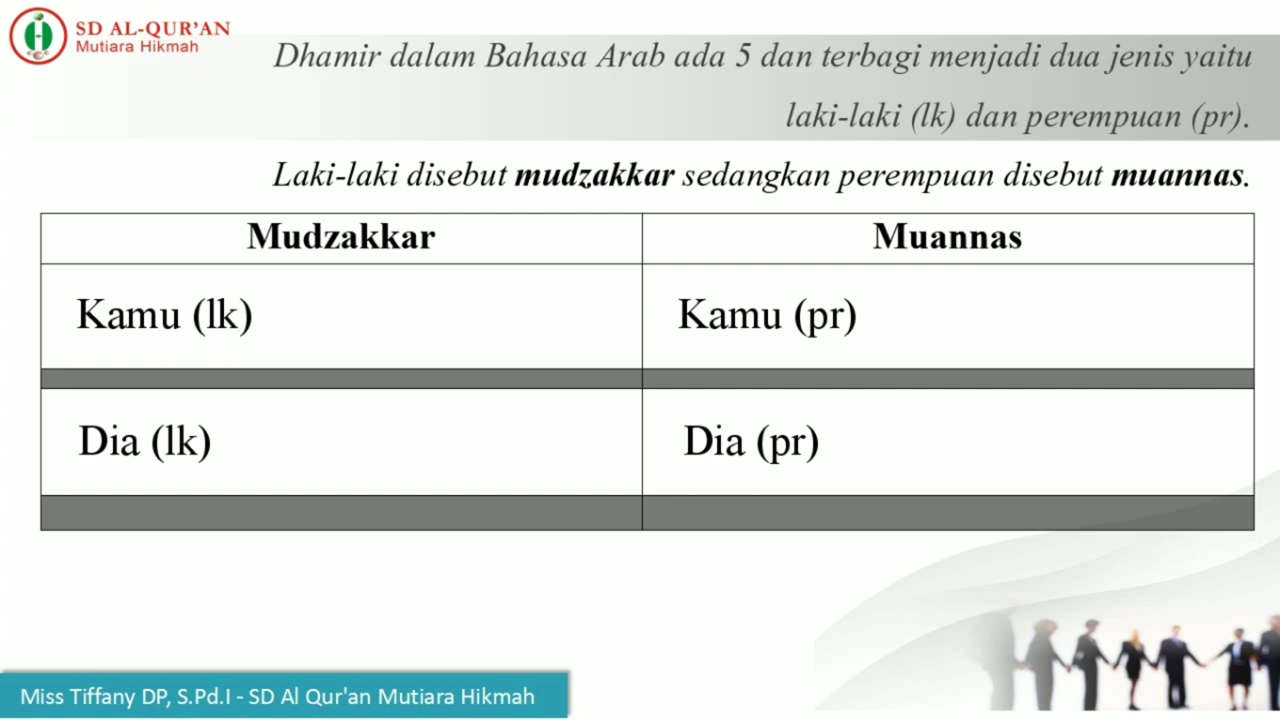 SD AL-QUR'AN
Mutiara Hikmah
Dhamir dalam Bahasa Arab ada 5 dan terbagi menjadi dua jenis yaitu
laki-laki (lk) dan perempuan (pr).
Laki-laki disebut mudzakkar sedangkan perempuan disebut muannas.
Mudzakkar
Muannas
Kamu (lk)
Kamu (pr)
Dia (lk)
Dia (pr)
Miss Tiffany DP, S.Pd.I - SD Al Qur'an Mutiara Hikmah